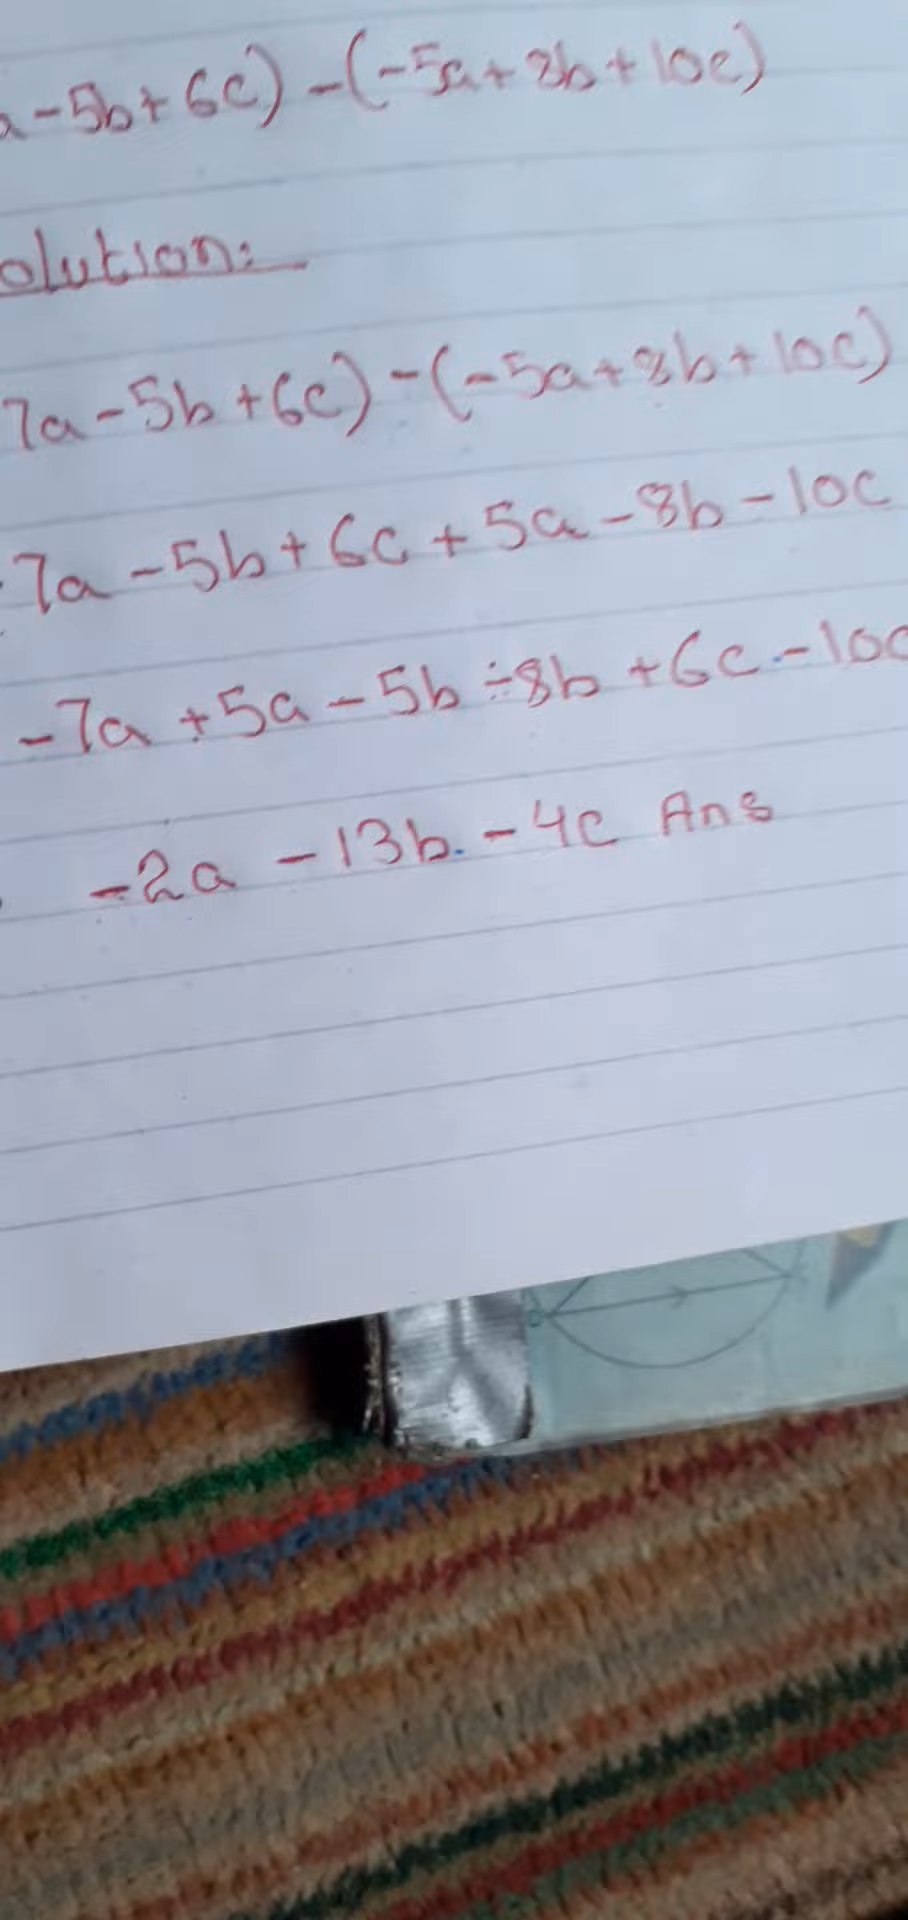 a-5b+6c)-(-5a+8b+10c)
olution:
7a-5b+6c)-(-5a+8b+10c)
7a-5b+6c+5a-8b-10c
-7a+5a-5b-8b+6c-10c
-2a-13b-4c Ans